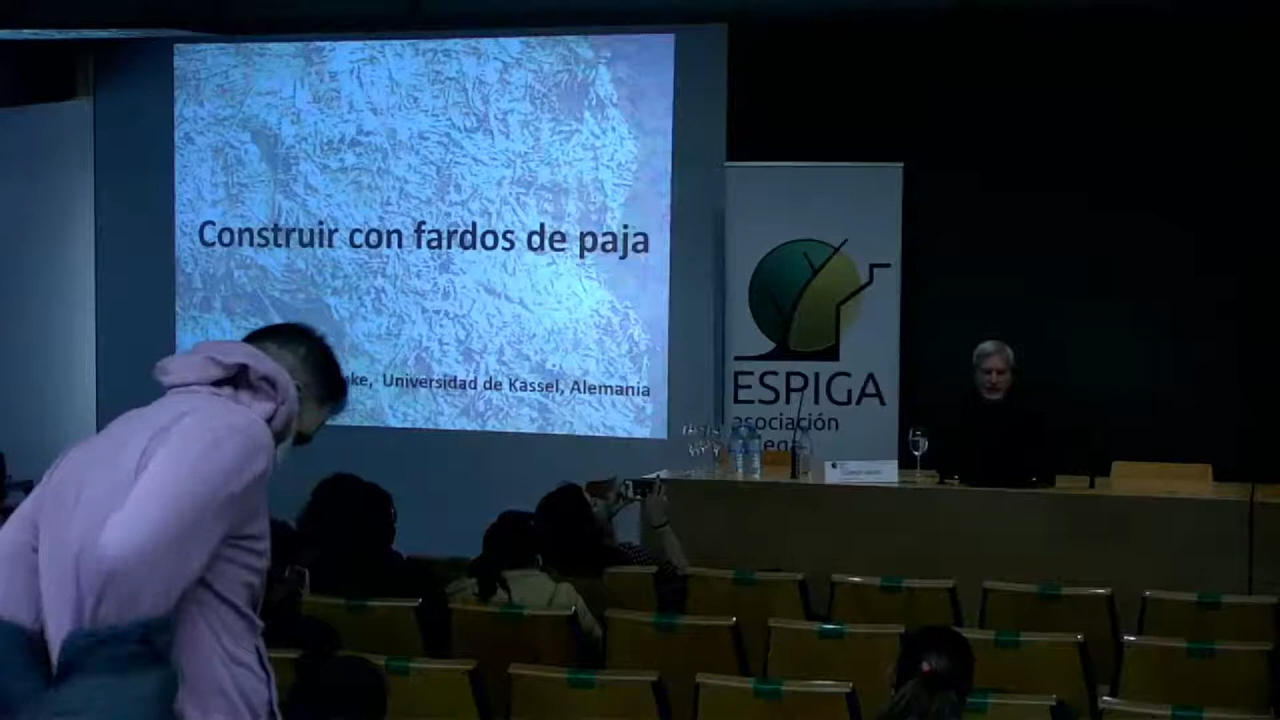 Construir con fardos de paja
Universidad de Kassel, Alemania
ESPIGA
asociación